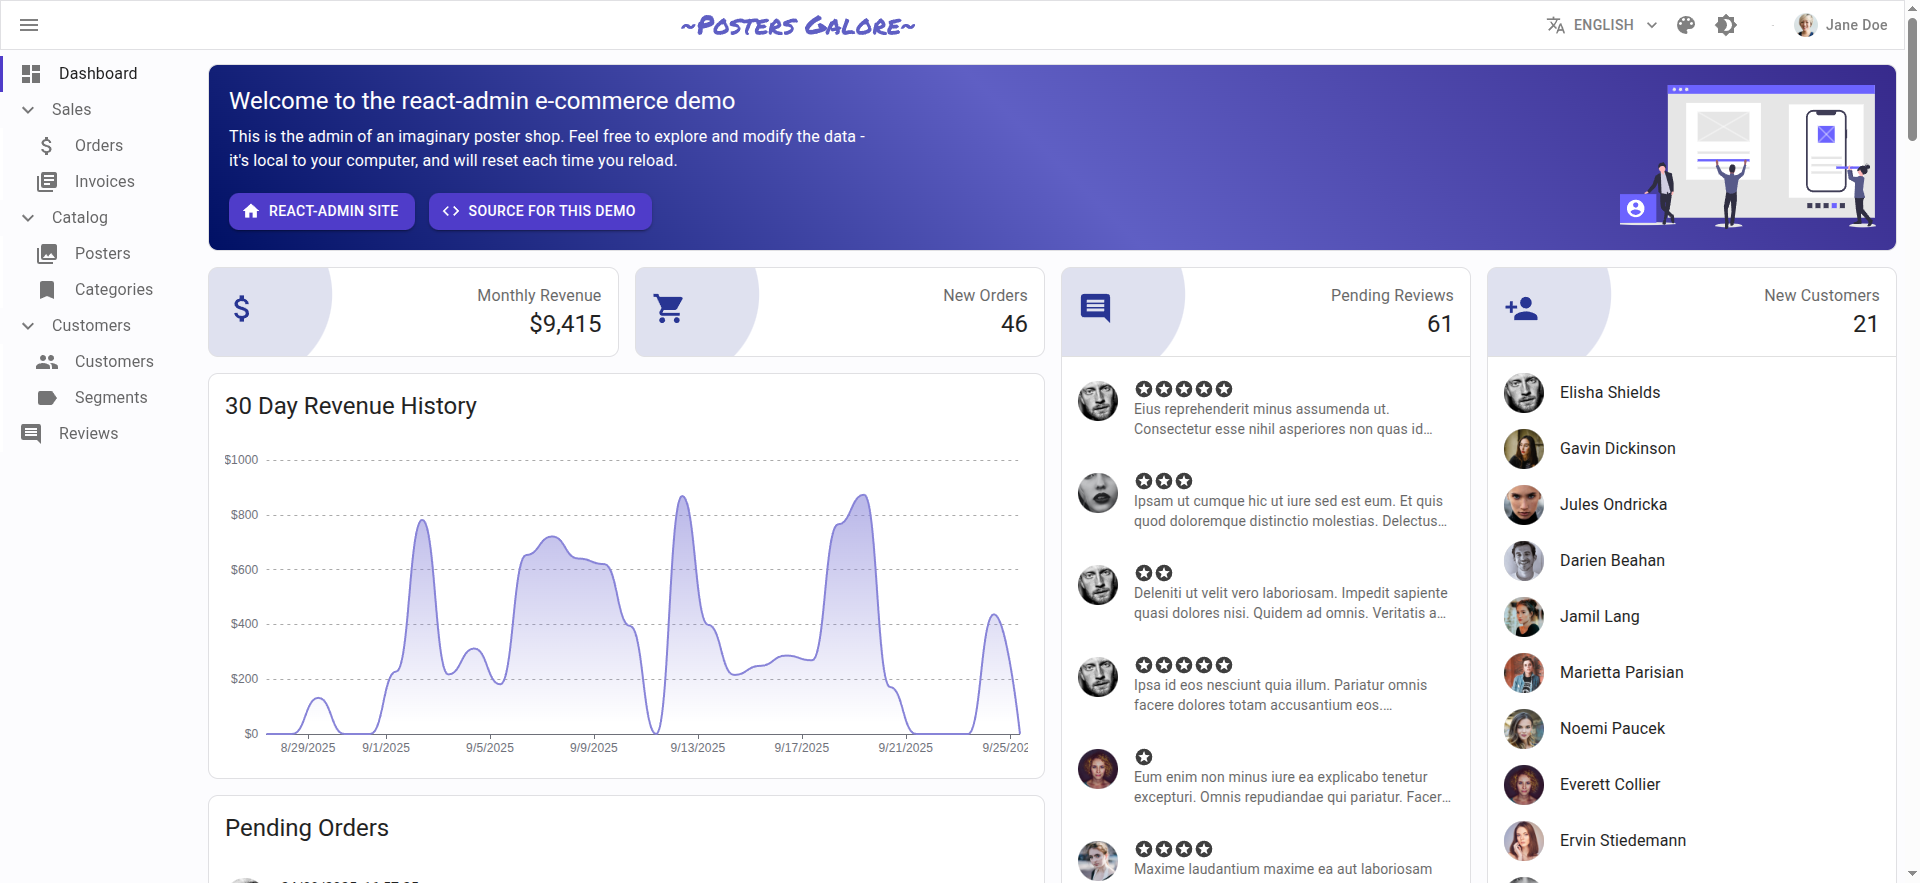 ~Posters Galore~
ENGLISH
Jane Doe
Dashboard
Sales
Orders
Invoices
Catalog
Posters
Categories
Customers
Customers
Segments
Reviews
Welcome to the react-admin e-commerce demo
This is the admin of an imaginary poster shop. Feel free to explore and modify the data -
it's local to your computer, and will reset each time you reload.
REACT-ADMIN SITE
SOURCE FOR THIS DEMO
Monthly Revenue
$9,415
New Orders
46
30 Day Revenue History
$1000
$800
$600
$400
$200
$0
8/29/2025 9/1/2025 9/5/2025 9/9/2025 9/13/2025 9/17/2025 9/21/2025 9/25/202
Pending Orders
Pending Reviews
61
Eius reprehenderit minus assumenda ut.
Consectetur esse nihil asperiores non quas id...
Ipsam ut cumque hic ut iure sed est eum. Et quis
quod doloremque distinctio molestias. Delectus...
Deleniti ut velit vero laboriosam. Impedit sapiente
quasi dolores nisi. Quidem ad omnis. Veritatis a...
Ipsa id eos nesciunt quia illum. Pariatur omnis
facere dolores totam accusantium eos....
Eum enim non minus iure ea explicabo tenetur
excepturi. Omnis repudiandae qui pariatur. Facer...
Maxime laudantium maxime ea aut laboriosam
New Customers
21
Elisha Shields
Gavin Dickinson
Jules Ondricka
Darien Beahan
Jamil Lang
Marietta Parisian
Noemi Paucek
Everett Collier
Ervin Stiedemann